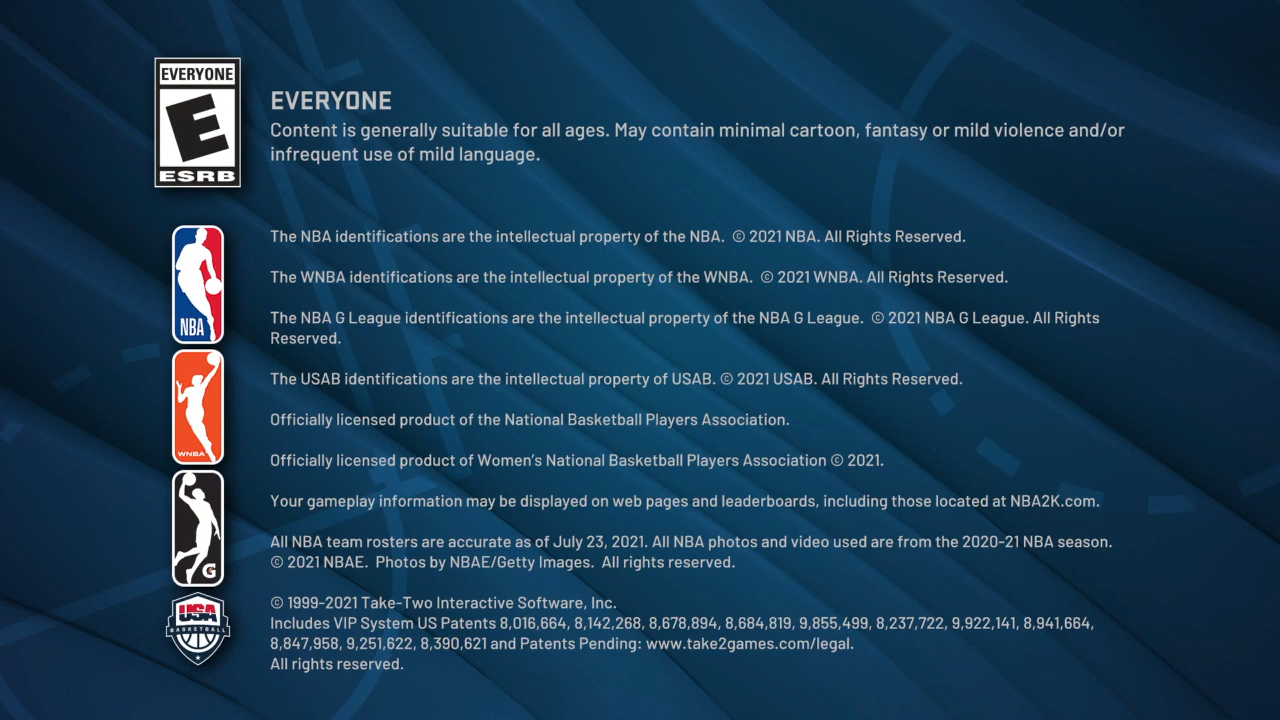 EVERYONE
E
ESRB
EVERYONE
Content is generally suitable for all ages. May contain minimal cartoon, fantasy or mild violence and/or
infrequent use of mild language.
The NBA identifications are the intellectual property of the NBA.  © 2021 NBA. All Rights Reserved.
The WNBA identifications are the intellectual property of the WNBA.  © 2021 WNBA. All Rights Reserved.
The NBA G League identifications are the intellectual property of the NBA G League.  © 2021 NBA G League. All Rights
Reserved.
NBA
The USAB identifications are the intellectual property of USAB. © 2021 USAB. All Rights Reserved.
Officially licensed product of the National Basketball Players Association.
WNBA
Officially licensed product of Women's National Basketball Players Association © 2021.
Your gameplay information may be displayed on web pages and leaderboards, including those located at NBA2K.com.
All NBA team rosters are accurate as of July 23, 2021. All NBA photos and video used are from the 2020-21 NBA season.
© 2021 NBAE.  Photos by NBAE/Getty Images.  All rights reserved.
G
© 1999-2021 Take-Two Interactive Software, Inc.
Includes VIP System US Patents 8,016,664, 8,142,268, 8,678,894, 8,684,819, 9,855,499, 8,237,722, 9,922,141, 8,941,664,
8,847,958, 9,251,622, 8,390,621 and Patents Pending: www.take2games.com/legal.
All rights reserved.
USA
BASKETBALL